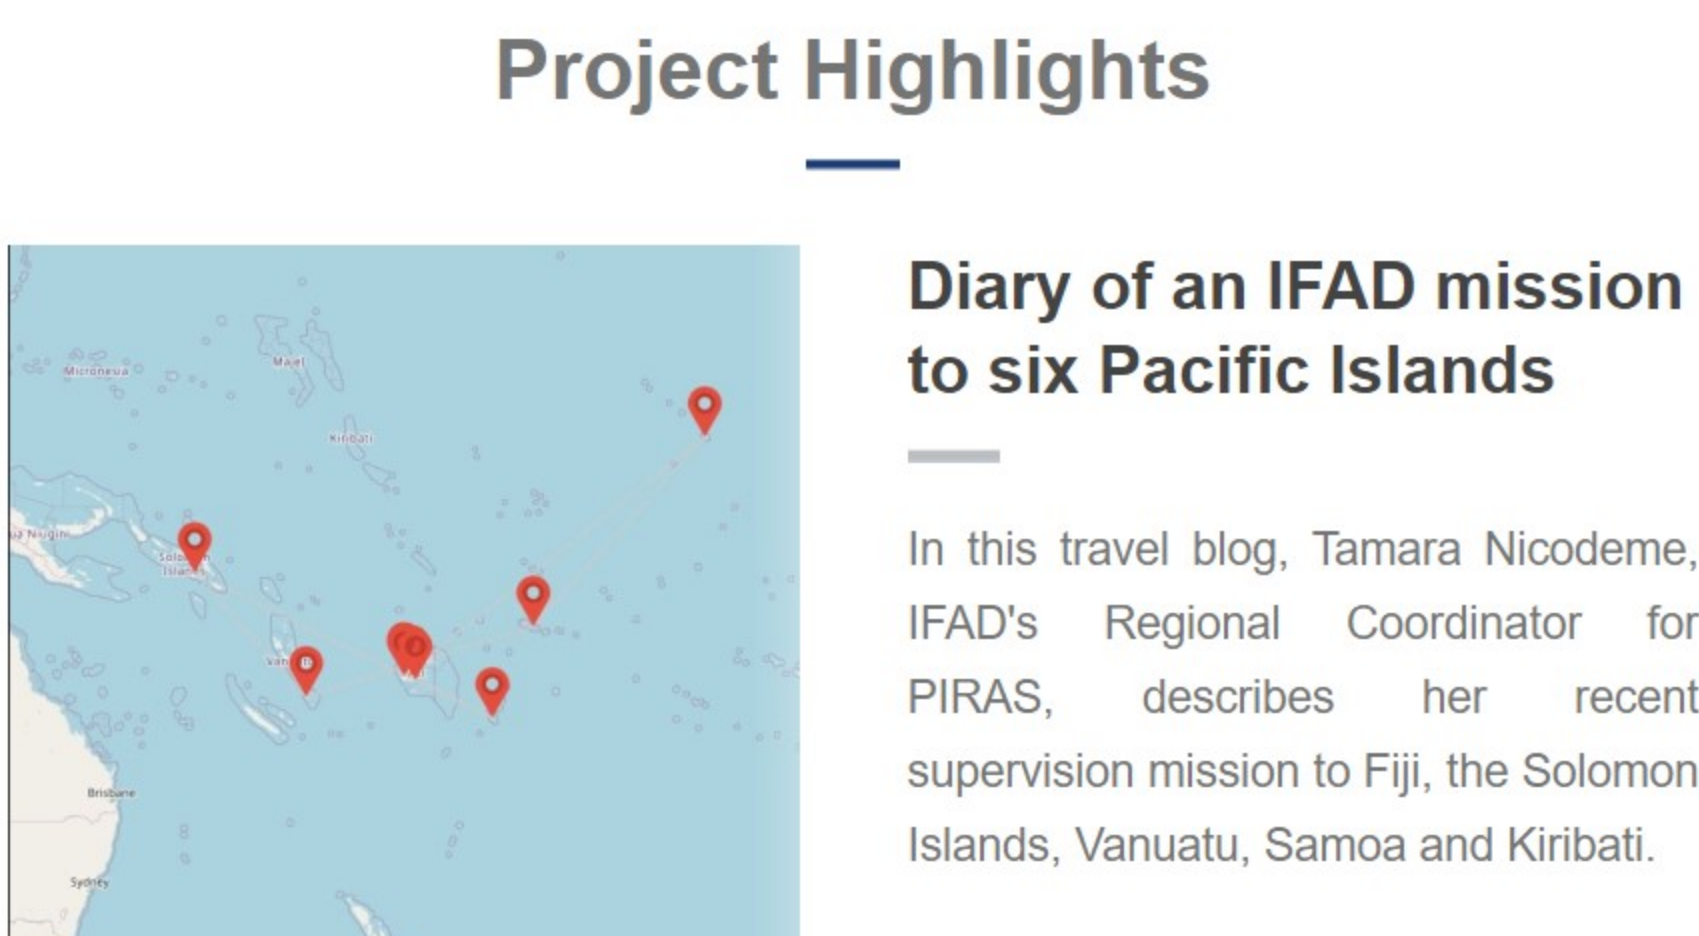 Project Highlights
Diary of an IFAD mission
to six Pacific Islands
In this travel blog, Tamara Nicodeme,
IFAD's Regional Coordinator for
PIRAS, describes her recent
supervision mission to Fiji, the Solomon
Islands, Vanuatu, Samoa and Kiribati.
Micronesia
Majel
Kiribati
Brisbane
Sydney